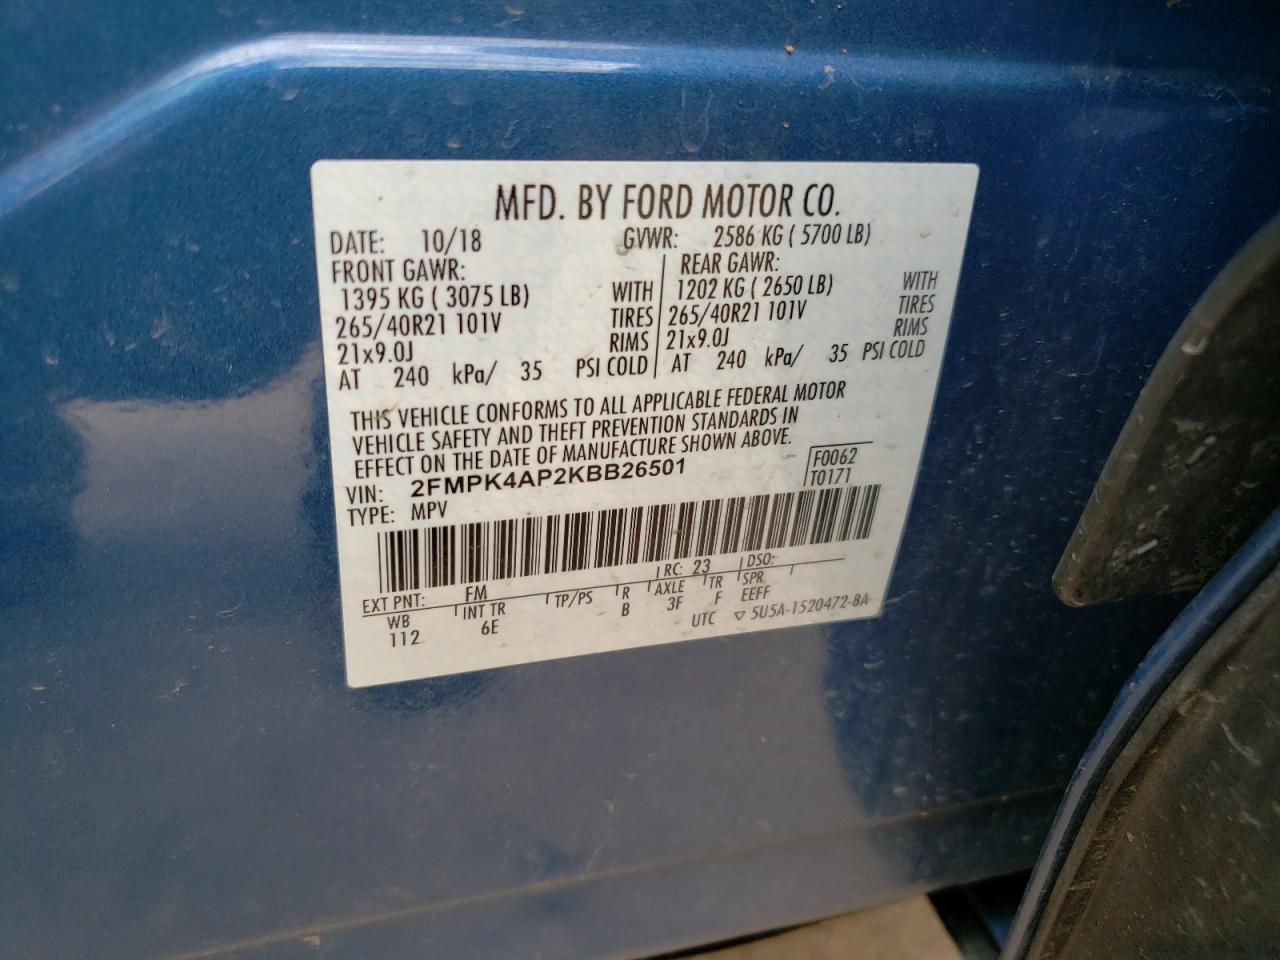 MFD. BY FORD MOTOR CO.
DATE: 10/18 GVWR: 2586 KG ( 5700 LB)
FRONT GAWR: REAR GAWR:
1395 KG ( 3075 LB) WITH 1202 KG ( 2650 LB) WITH
265/40R21 101V TIRES 265/40R21 101V TIRES
21x9.0J RIMS 21x9.0J RIMS
AT 240 kPa/ 35 PSI COLD AT 240 kPa/ 35 PSI COLD
THIS VEHICLE CONFORMS TO ALL APPLICABLE FEDERAL MOTOR
VEHICLE SAFETY AND THEFT PREVENTION STANDARDS IN
EFFECT ON THE DATE OF MANUFACTURE SHOWN ABOVE.
VIN: 2FMPK4AP2KBB26501 F0062
TYPE: MPV T0171
EXT PNT: FM RC: 23 DSO:
WB INT TR TP/PS R AXLE TR SPR
112 6E B 3F F EEFF
UTC ▽ 5U5A-1520472-BA